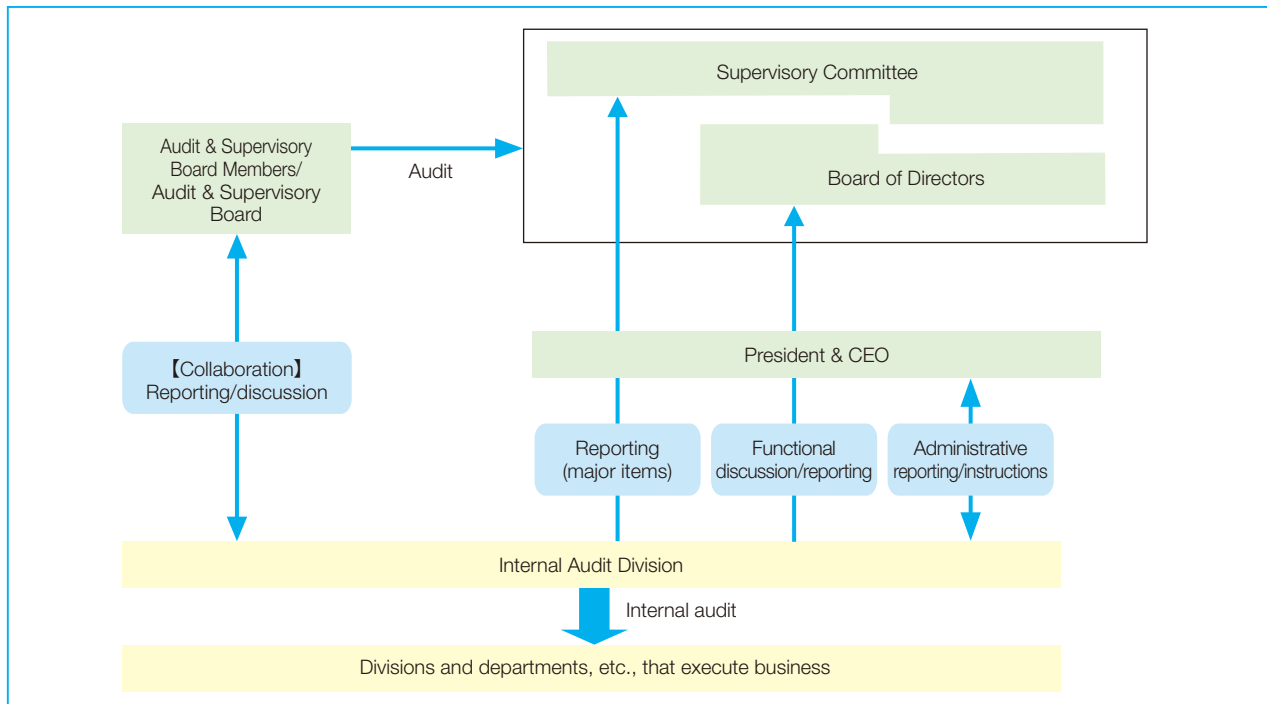 Supervisory Committee
Audit & Supervisory
Board Members/
Audit & Supervisory
Board
Audit
Board of Directors
President & CEO
【Collaboration】
Reporting/discussion
Reporting
(major items)
Functional
discussion/reporting
Administrative
reporting/instructions
Internal Audit Division
Internal audit
Divisions and departments, etc., that execute business